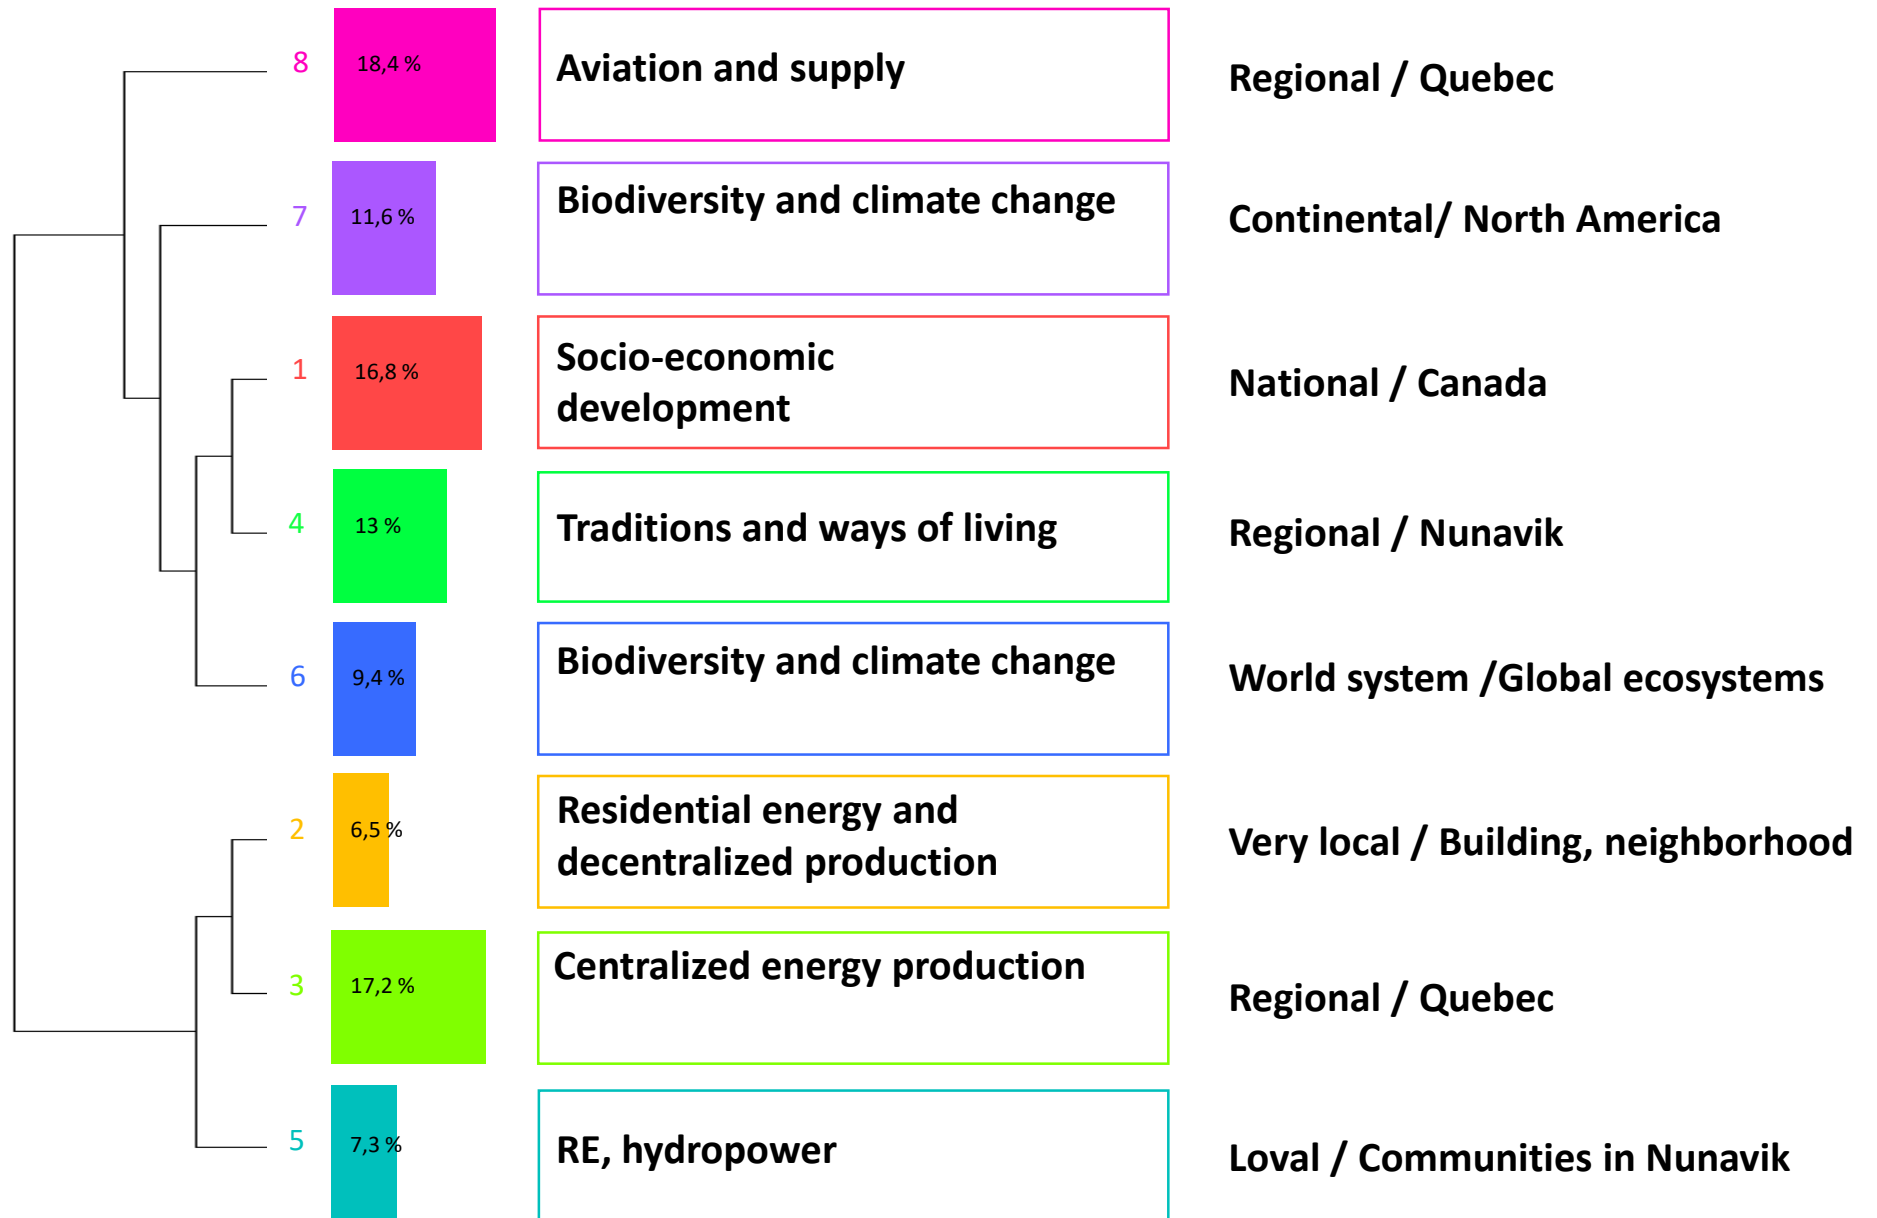 8
18,4 %
Aviation and supply
Regional / Quebec
7
11,6 %
Biodiversity and climate change
Continental/ North America
1
16,8 %
Socio-economic
development
National / Canada
4
13 %
Traditions and ways of living
Regional / Nunavik
6
9,4 %
Biodiversity and climate change
World system /Global ecosystems
2
6,5 %
Residential energy and
decentralized production
Very local / Building, neighborhood
3
17,2 %
Centralized energy production
Regional / Quebec
5
7,3 %
RE, hydropower
Loval / Communities in Nunavik